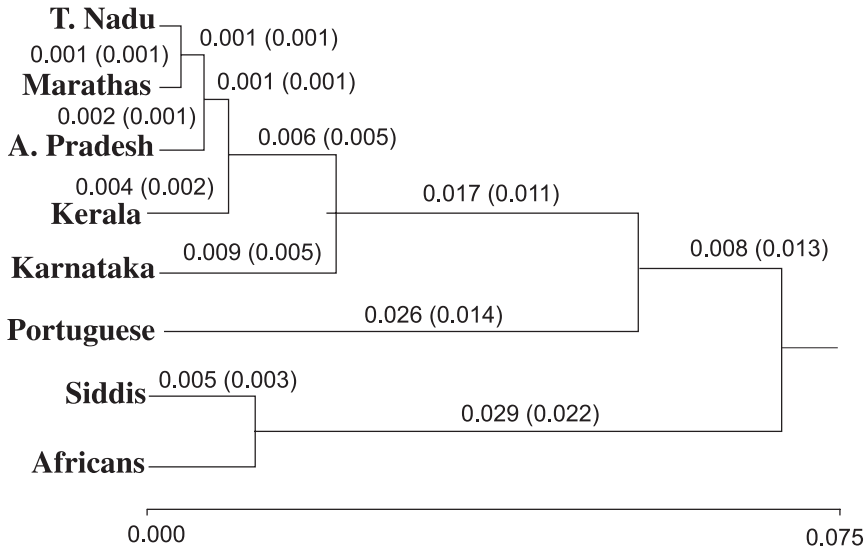 T. Nadu
0.001 (0.001)
0.001 (0.001)
Marathas
0.001 (0.001)
0.002 (0.001)
A. Pradesh
0.006 (0.005)
0.004 (0.002)
Kerala
0.017 (0.011)
0.009 (0.005)
Karnataka
0.008 (0.013)
0.026 (0.014)
Portuguese
0.005 (0.003)
Siddis
0.029 (0.022)
Africans
0.000
0.075